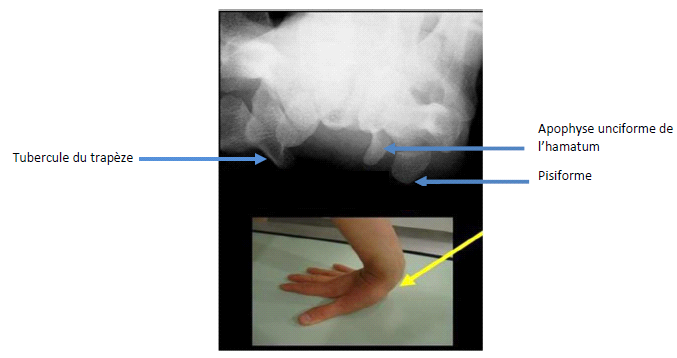 Tubercule du trapèze
Apophyse unciforme de
l’hamatum
Pisiforme